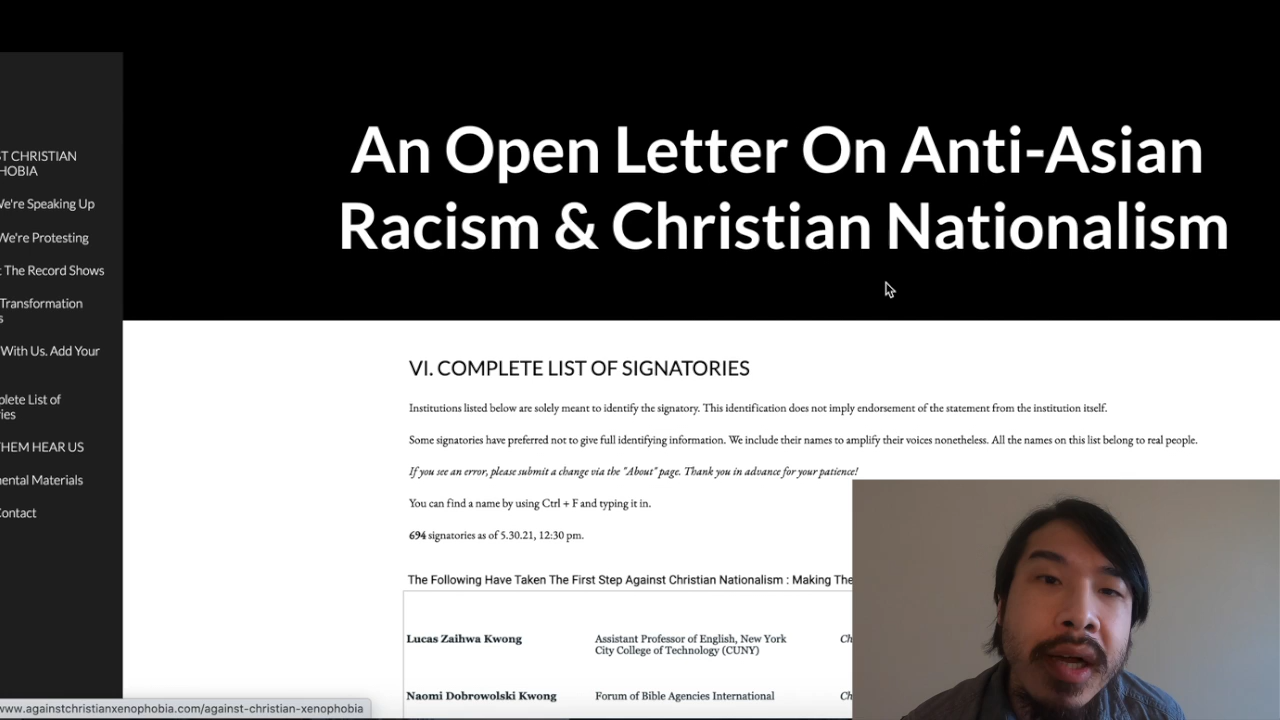 An Open Letter On Anti-Asian
Racism & Christian Nationalism
ST CHRISTIAN
HOBIA
We're Speaking Up
We're Protesting
t The Record Shows
Transformation
s
With Us. Add Your
plete List of
ries
THEM HEAR US
mental Materials
Contact
VI. COMPLETE LIST OF SIGNATORIES
Institutions listed below are solely meant to identify the signatory. This identification does not imply endorsement of the statement from the institution itself.
Some signatories have preferred not to give full identifying information. We include their names to amplify their voices nonetheless. All the names on this list belong to real people.
If you see an error, please submit a change via the "About" page. Thank you in advance for your patience!
You can find a name by using Ctrl + F and typing it in.
694 signatories as of 5.30.21, 12:30 pm.
The Following Have Taken The First Step Against Christian Nationalism : Making The
Lucas Zaihwa Kwong Assistant Professor of English, New York Ch
City College of Technology (CUNY)
Naomi Dobrowolski Kwong Forum of Bible Agencies International Ch
www.againstchristianxenophobia.com/against-christian-xenophobia